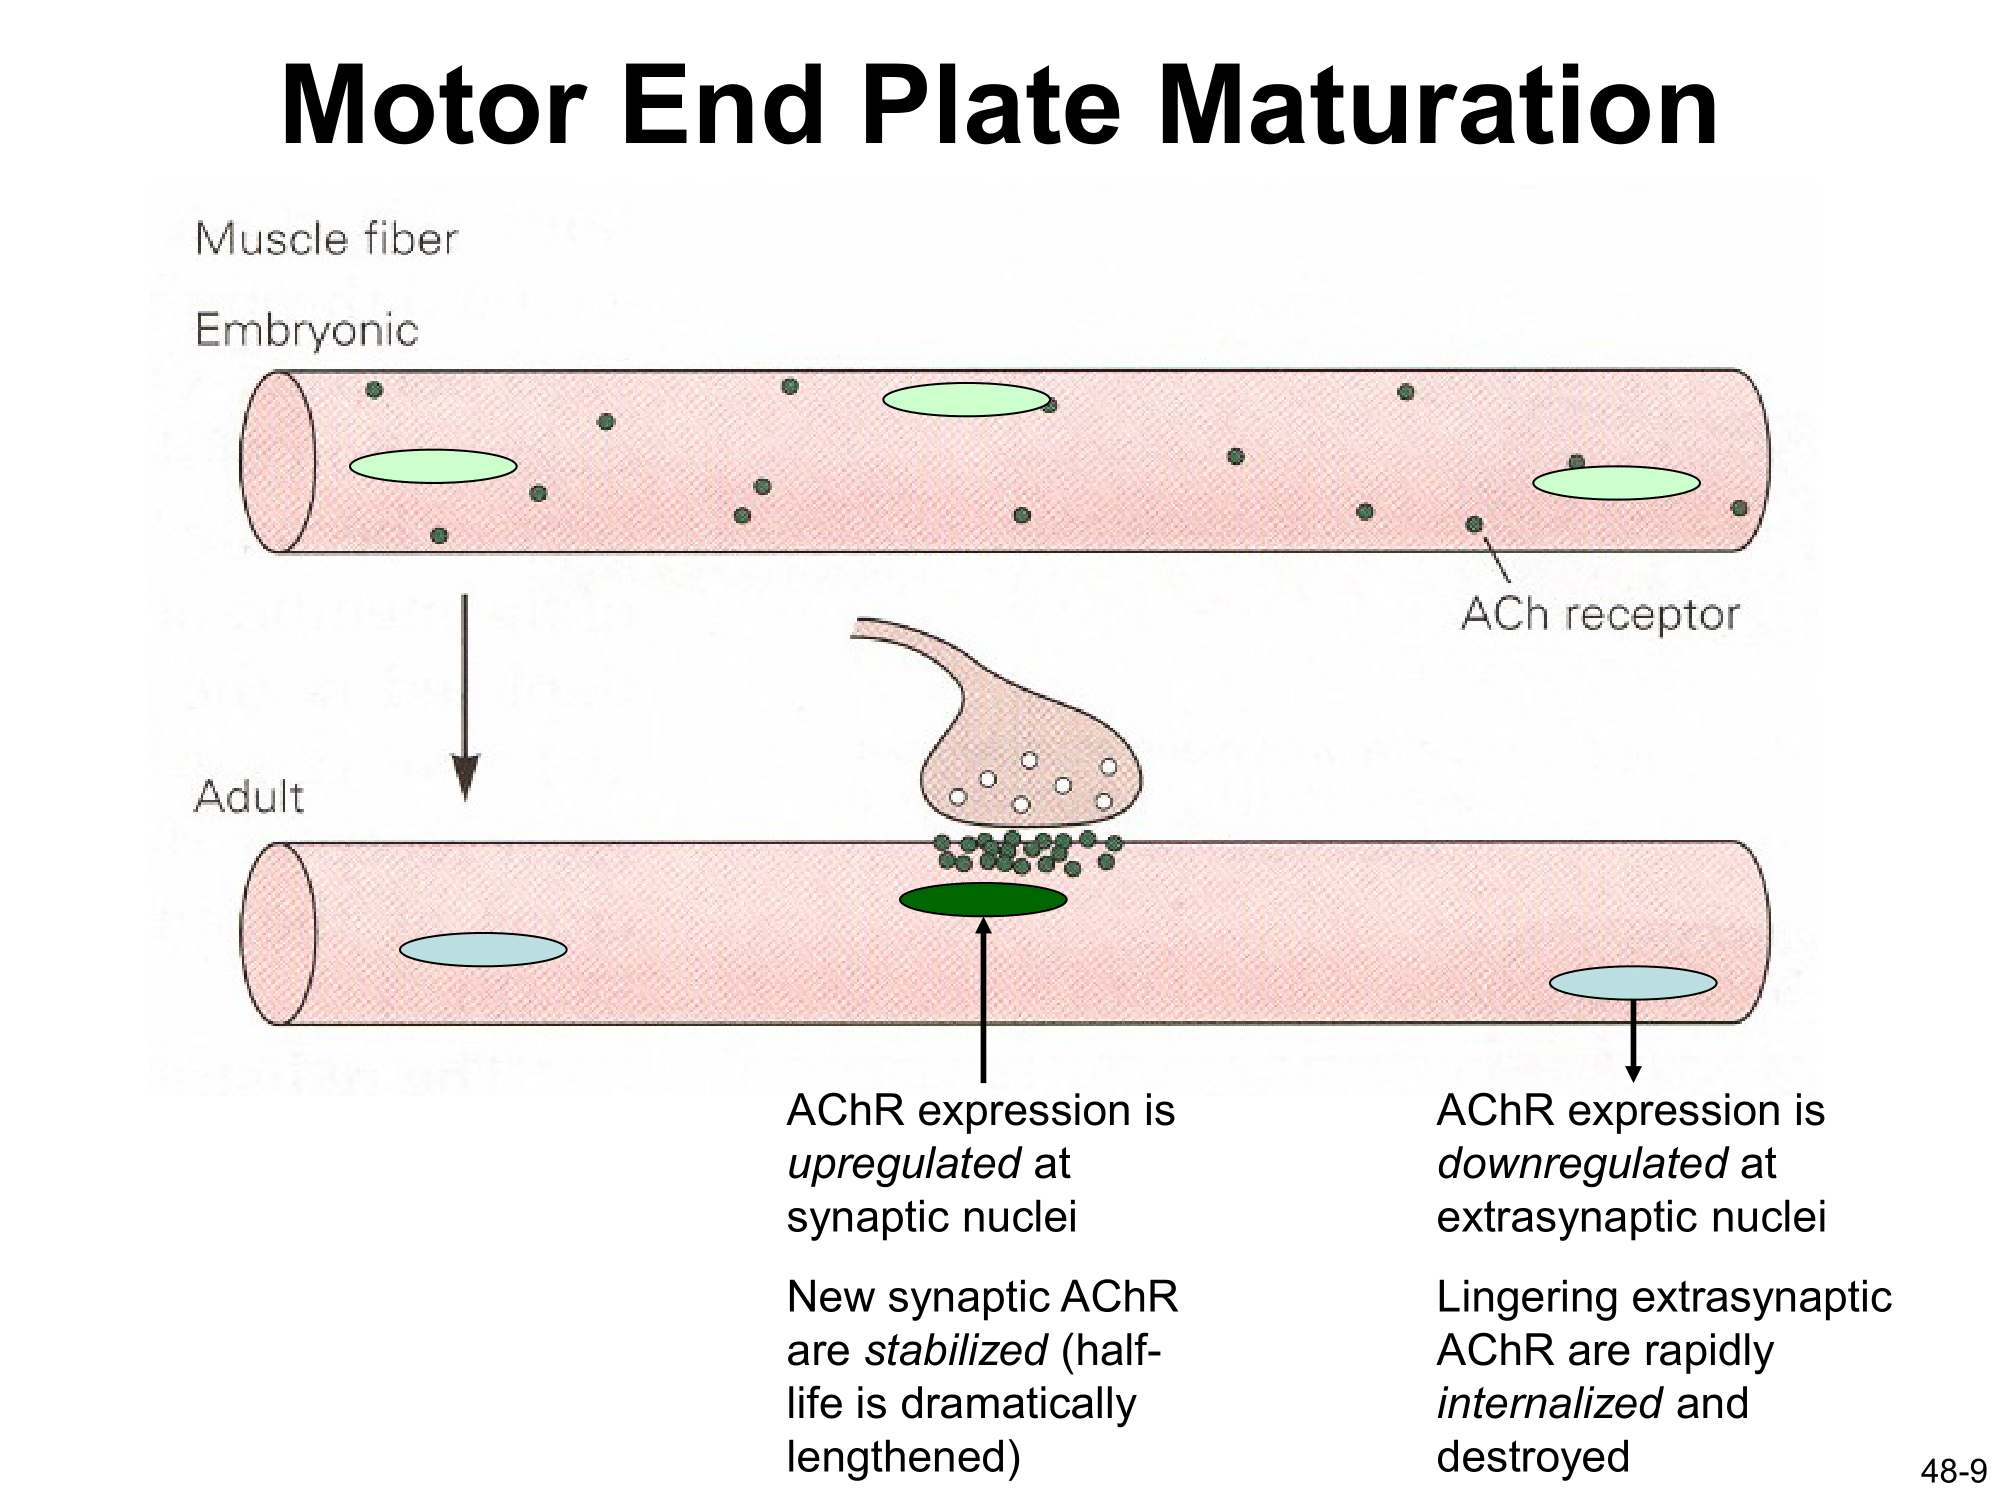 Motor End Plate Maturation
Muscle fiber
Embryonic
ACh receptor
Adult
AChR expression is
upregulated at
synaptic nuclei
New synaptic AChR
are stabilized (half-
life is dramatically
lengthened)
AChR expression is
downregulated at
extrasynaptic nuclei
Lingering extrasynaptic
AChR are rapidly
internalized and
destroyed
48-9